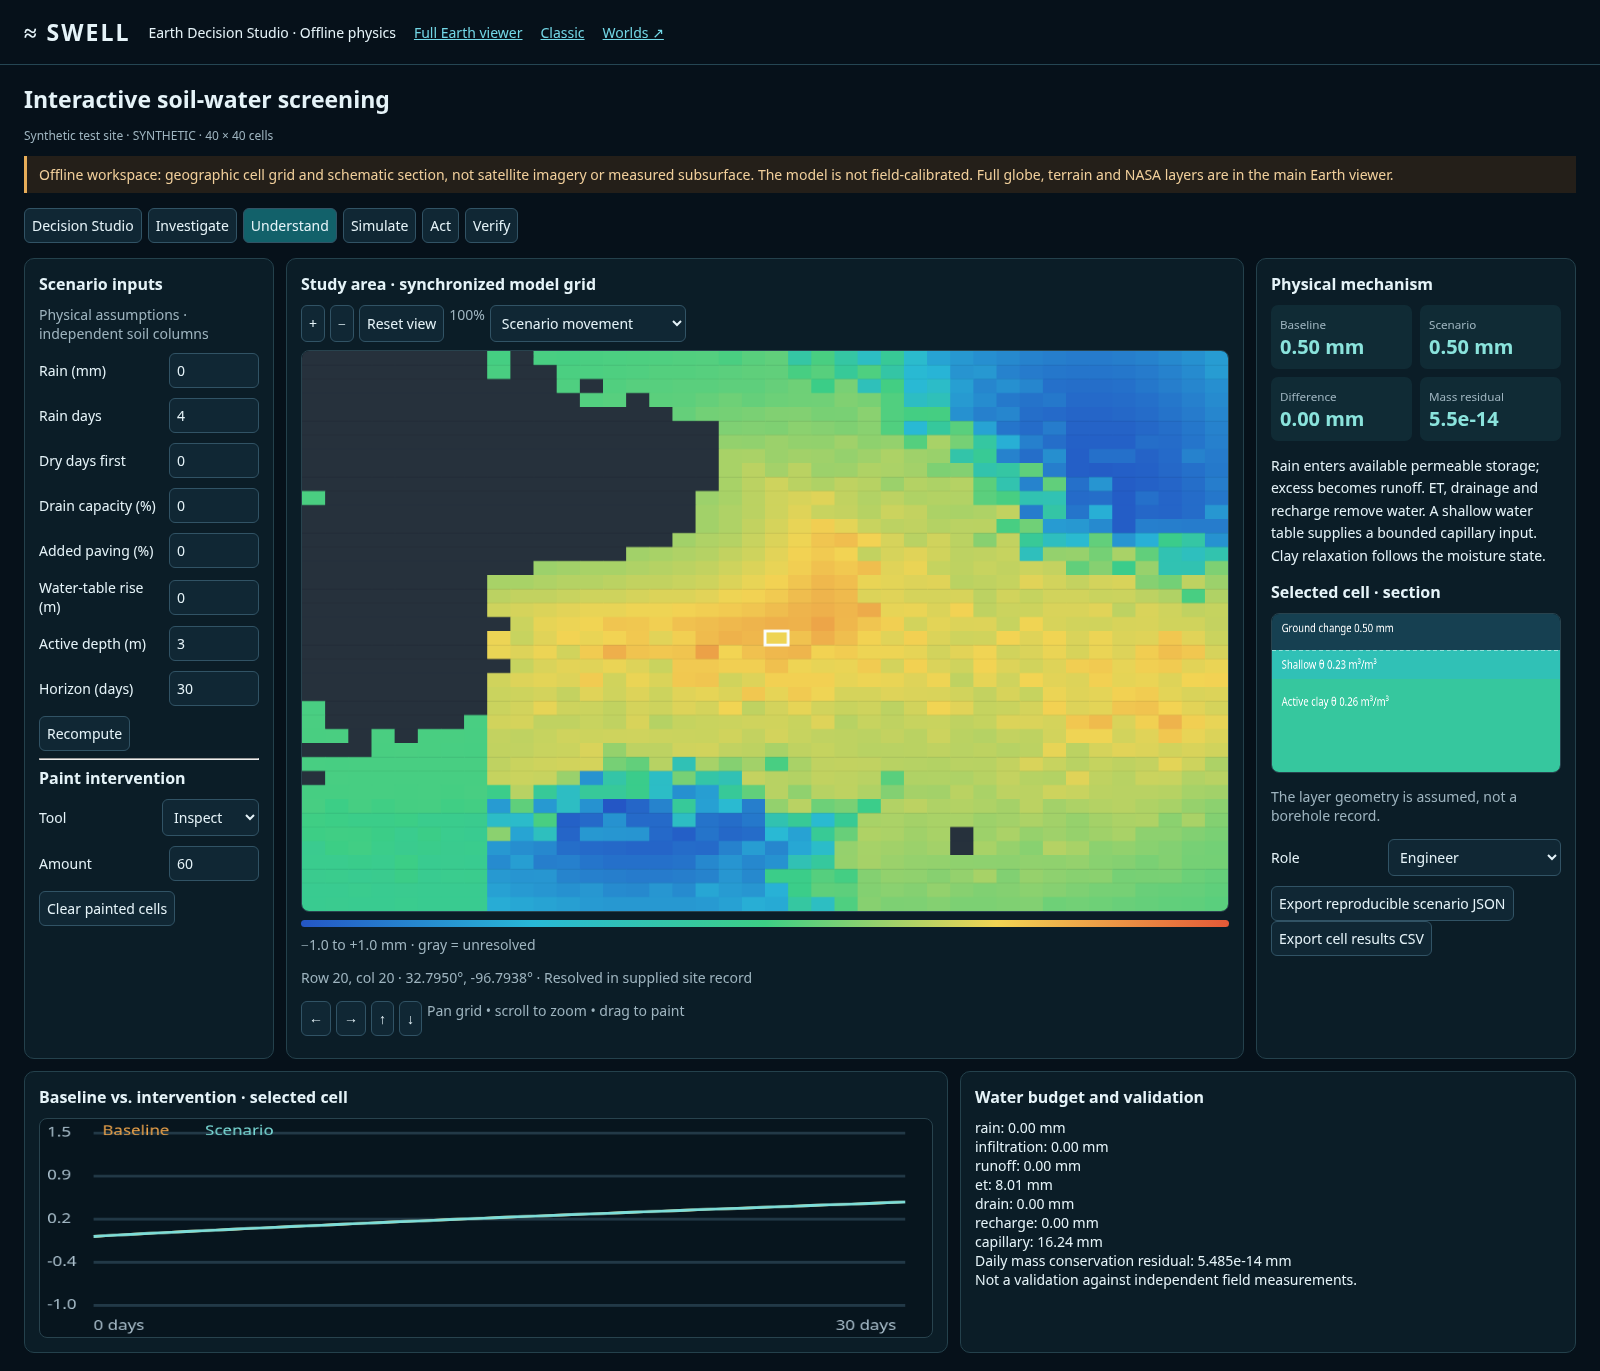 ≈ SWELL
Earth Decision Studio · Offline physics
Full Earth viewer
Classic
Worlds ↗
Interactive soil-water screening
Synthetic test site · SYNTHETIC · 40 × 40 cells
Offline workspace: geographic cell grid and schematic section, not satellite imagery or measured subsurface. The model is not field-calibrated. Full globe, terrain and NASA layers are in the main Earth viewer.
Decision Studio
Investigate
Understand
Simulate
Act
Verify
Scenario inputs
Physical assumptions ·
independent soil columns
Rain (mm) 0
Rain days 4
Dry days first 0
Drain capacity (%) 0
Added paving (%) 0
Water-table rise
(m) 0
Active depth (m) 3
Horizon (days) 30
Recompute
Paint intervention
Tool Inspect
Amount 60
Clear painted cells
Study area · synchronized model grid
+ − Reset view 100% Scenario movement
−1.0 to +1.0 mm · gray = unresolved
Row 20, col 20 · 32.7950°, -96.7938° · Resolved in supplied site record
← → ↑ ↓ Pan grid • scroll to zoom • drag to paint
Physical mechanism
Baseline
0.50 mm
Scenario
0.50 mm
Difference
0.00 mm
Mass residual
5.5e-14
Rain enters available permeable storage;
excess becomes runoff. ET, drainage and
recharge remove water. A shallow water
table supplies a bounded capillary input.
Clay relaxation follows the moisture state.
Selected cell · section
Ground change 0.50 mm
Shallow θ 0.23 m³/m³
Active clay θ 0.26 m³/m³
The layer geometry is assumed, not a
borehole record.
Role Engineer
Export reproducible scenario JSON
Export cell results CSV
Baseline vs. intervention · selected cell
Baseline Scenario
1.5
0.9
0.2
-0.4
-1.0
0 days 30 days
Water budget and validation
rain: 0.00 mm
infiltration: 0.00 mm
runoff: 0.00 mm
et: 8.01 mm
drain: 0.00 mm
recharge: 0.00 mm
capillary: 16.24 mm
Daily mass conservation residual: 5.485e-14 mm
Not a validation against independent field measurements.